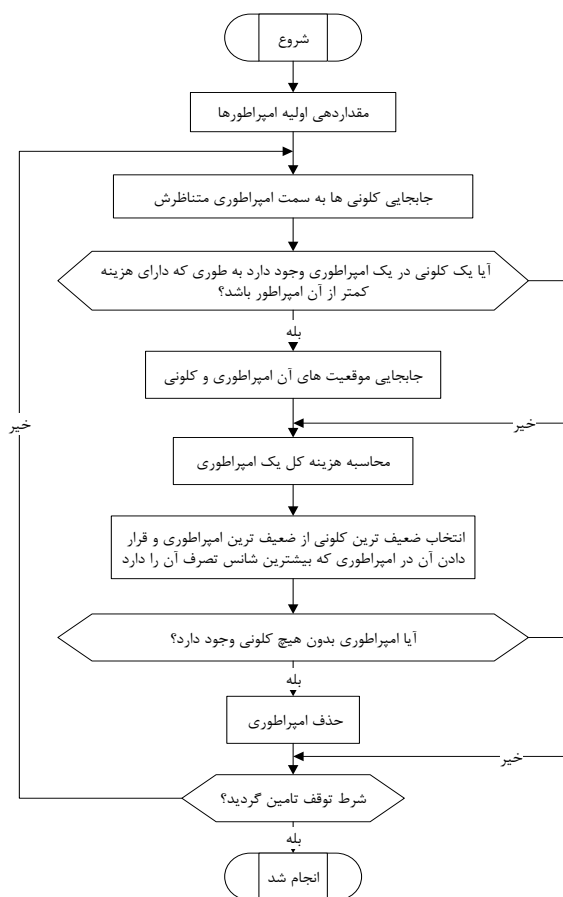 شروع
مقداردهی اولیه امپراطورها
جابجایی کلونی ها به سمت امپراطوری متناظرش
آیا یک کلونی در یک امپراطوری وجود دارد به طوری که دارای هزینه
کمتر از آن امپراطور باشد؟
بله
جابجایی موقعیت های آن امپراطوری و کلونی
خیر
خیر
محاسبه هزینه کل یک امپراطوری
انتخاب ضعیف ترین کلونی از ضعیف ترین امپراطوری و قرار
دادن آن در امپراطوری که بیشترین شانس تصرف آن را دارد
آیا امپراطوری بدون هیچ کلونی وجود دارد؟
بله
حذف امپراطوری
خیر
شرط توقف تامین گردید؟
بله
انجام شد